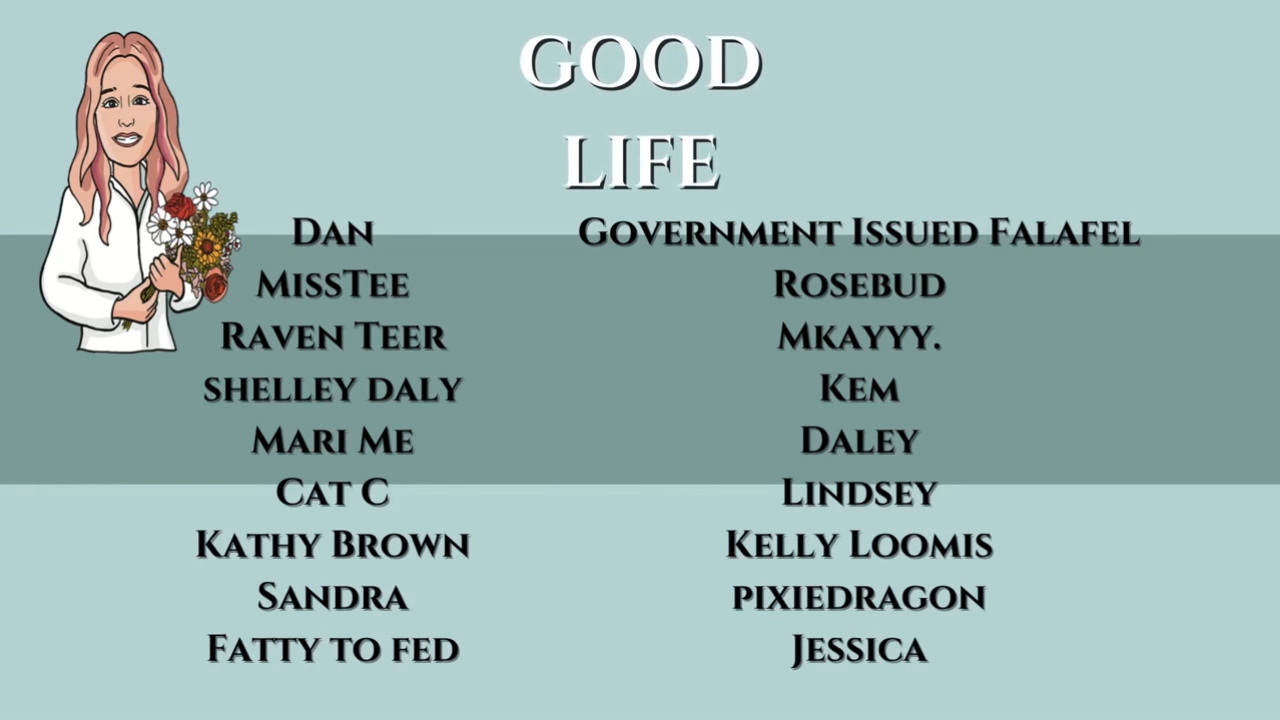 GOOD
LIFE
Dan
MissTee
Raven Teer
shelley daly
Mari Me
Cat C
Kathy Brown
Sandra
Fatty to fed
Government Issued Falafel
Rosebud
Mkayyy.
Kem
Daley
Lindsey
Kelly Loomis
pixiedragon
Jessica